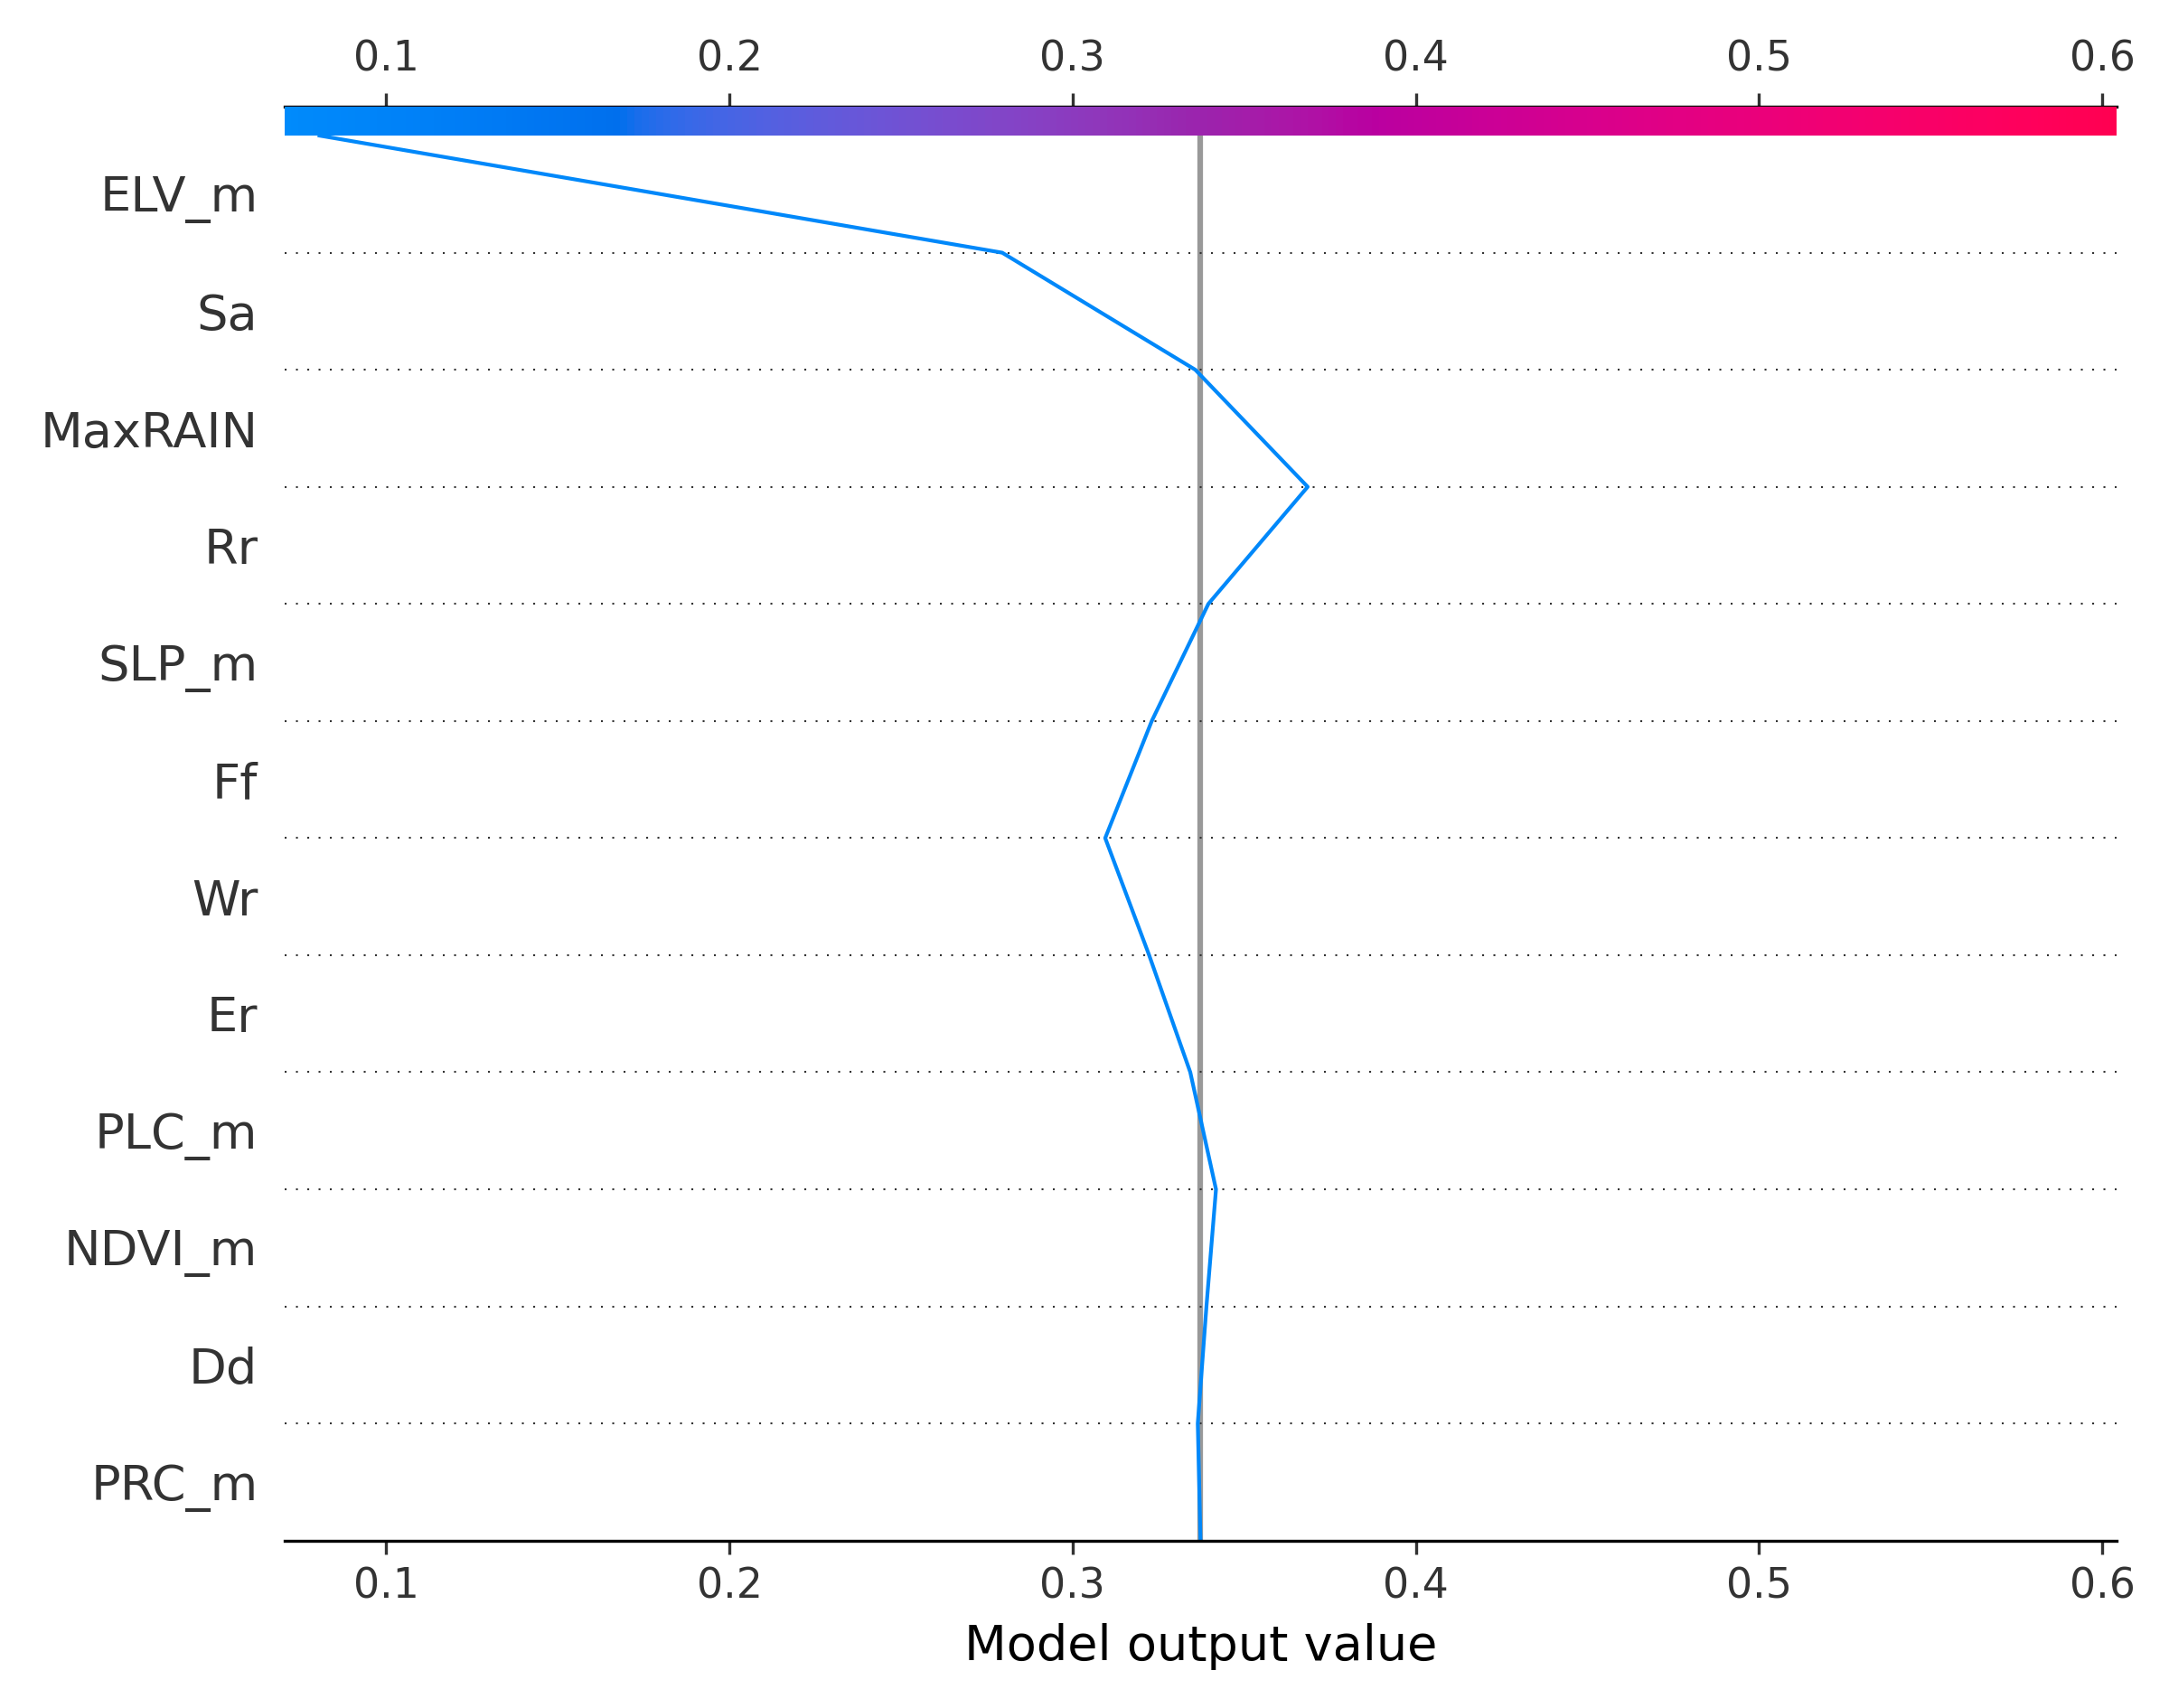 0.1 0.2 0.3 0.4 0.5 0.6
ELV_m
Sa
MaxRAIN
Rr
SLP_m
Ff
Wr
Er
PLC_m
NDVI_m
Dd
PRC_m
0.1 0.2 0.3 0.4 0.5 0.6
Model output value